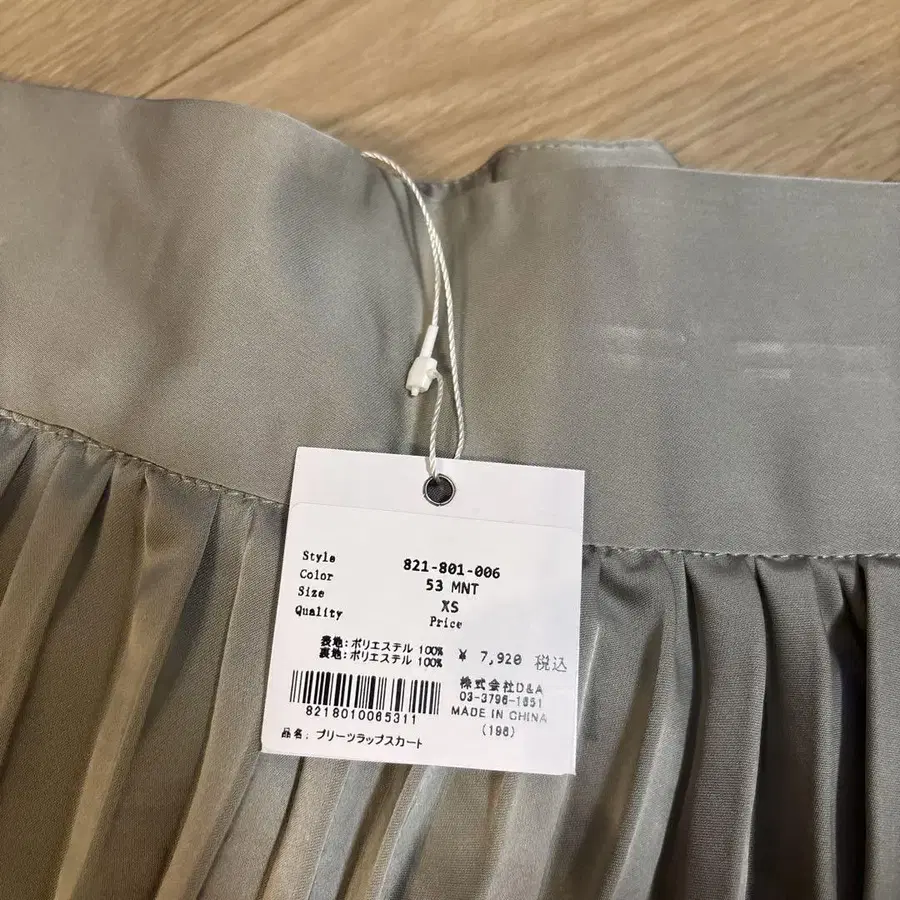 Style 821-801-006
Color 53 MNT
Size XS
Quality Price
表地:ポリエステル 100%
裏地:ポリエステル 100%
¥ 7,920 税込
株式会社D&A
03-3796-1651
MADE IN CHINA
(196)
8218010065311
品名: プリーツラップスカート